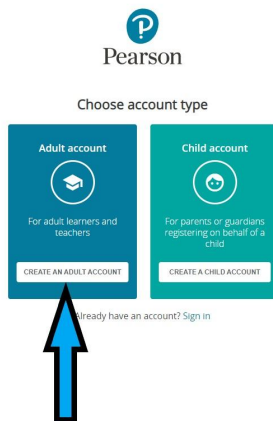 Pearson
Choose account type
Adult account
For adult learners and
teachers
CREATE AN ADULT ACCOUNT
Child account
For parents or guardians
registering on behalf of a
child
CREATE A CHILD ACCOUNT
Already have an account? Sign in